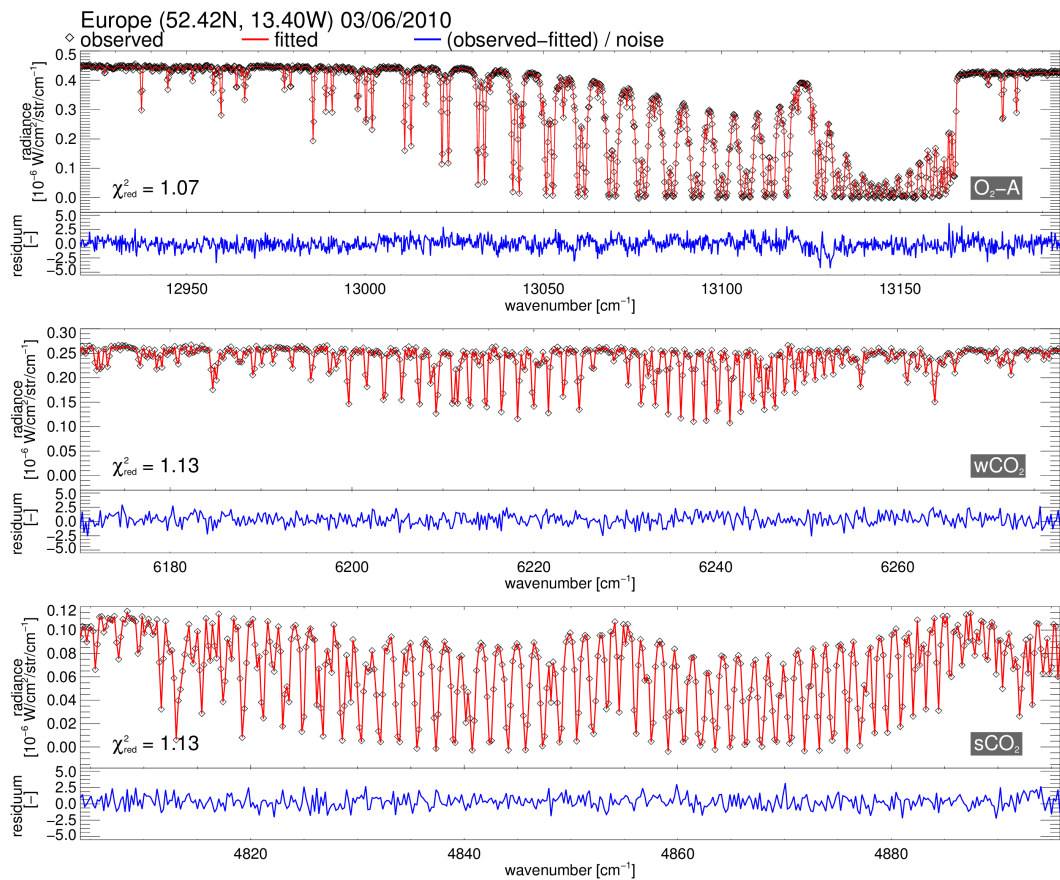 Europe (52.42N, 13.40W) 03/06/2010
observed fitted (observed−fitted) / noise
radiance
[10⁻⁶ W/cm²/str/cm⁻¹]
0.5
0.4
0.3
0.2
0.1
0.0
χ²red = 1.07
O₂−A
residuum
[−]
5.0
2.5
0.0
−2.5
−5.0
12950 13000 13050 13100 13150
wavenumber [cm⁻¹]
radiance
[10⁻⁶ W/cm²/str/cm⁻¹]
0.30
0.25
0.20
0.15
0.10
0.05
0.00
χ²red = 1.13
wCO₂
residuum
[−]
5.0
2.5
0.0
−2.5
−5.0
6180 6200 6220 6240 6260
wavenumber [cm⁻¹]
radiance
[10⁻⁶ W/cm²/str/cm⁻¹]
0.12
0.10
0.08
0.06
0.04
0.02
0.00
χ²red = 1.13
sCO₂
residuum
[−]
5.0
2.5
0.0
−2.5
−5.0
4820 4840 4860 4880
wavenumber [cm⁻¹]